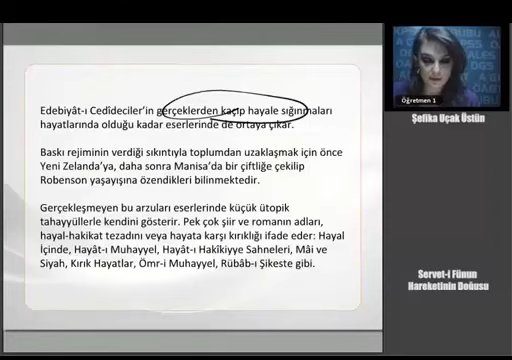 Edebiyât-ı Cedîdeciler'in gerçeklerden kaçıp hayale sığınmaları
hayatlarında olduğu kadar eserlerinde de ortaya çıkar.
Baskı rejiminin verdiği sıkıntıyla toplumdan uzaklaşmak için önce
Yeni Zelanda'ya, daha sonra Manisa'da bir çiftliğe çekilip
Robenson yaşayışına özendikleri bilinmektedir.
Gerçekleşmeyen bu arzuları eserlerinde küçük ütopik
tahayyüllerle kendini gösterir. Pek çok şiir ve romanın adları,
hayal-hakikat tezadını veya hayata karşı kırıklığı ifade eder: Hayal
İçinde, Hayât-ı Muhayyel, Hayât-ı Hakîkiyye Sahneleri, Mâi ve
Siyah, Kırık Hayatlar, Ömr-i Muhayyel, Rübâb-ı Şikeste gibi.
Öğretmen 1
Şefika Uçak Üstün
Servet-i Fünun
Hareketinin Doğusu